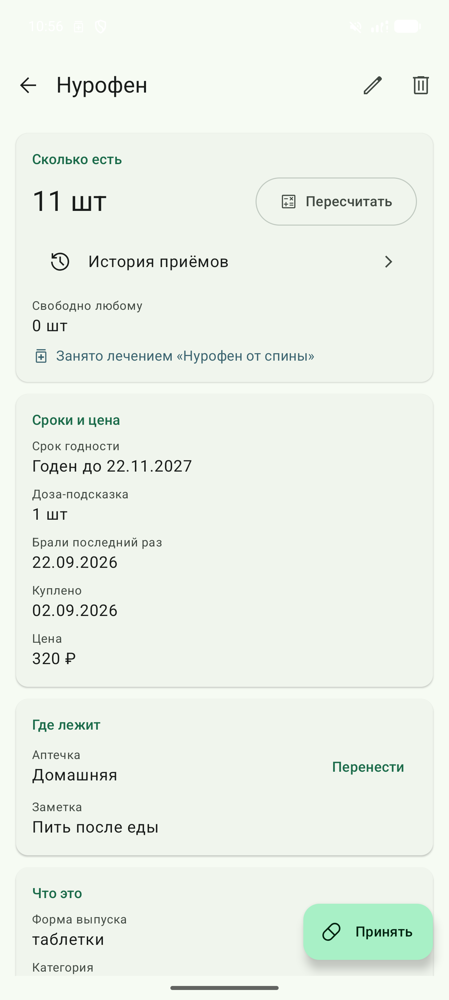 10:56
Нурофен
Сколько есть
11 шт
Пересчитать
История приёмов
Свободно любому
0 шт
Занято лечением «Нурофен от спины»
Сроки и цена
Срок годности
Годен до 22.11.2027
Доза-подсказка
1 шт
Брали последний раз
22.09.2026
Куплено
02.09.2026
Цена
320 ₽
Где лежит
Аптечка
Домашняя
Перенести
Заметка
Пить после еды
Что это
Форма выпуска
таблетки
Принять
Категория